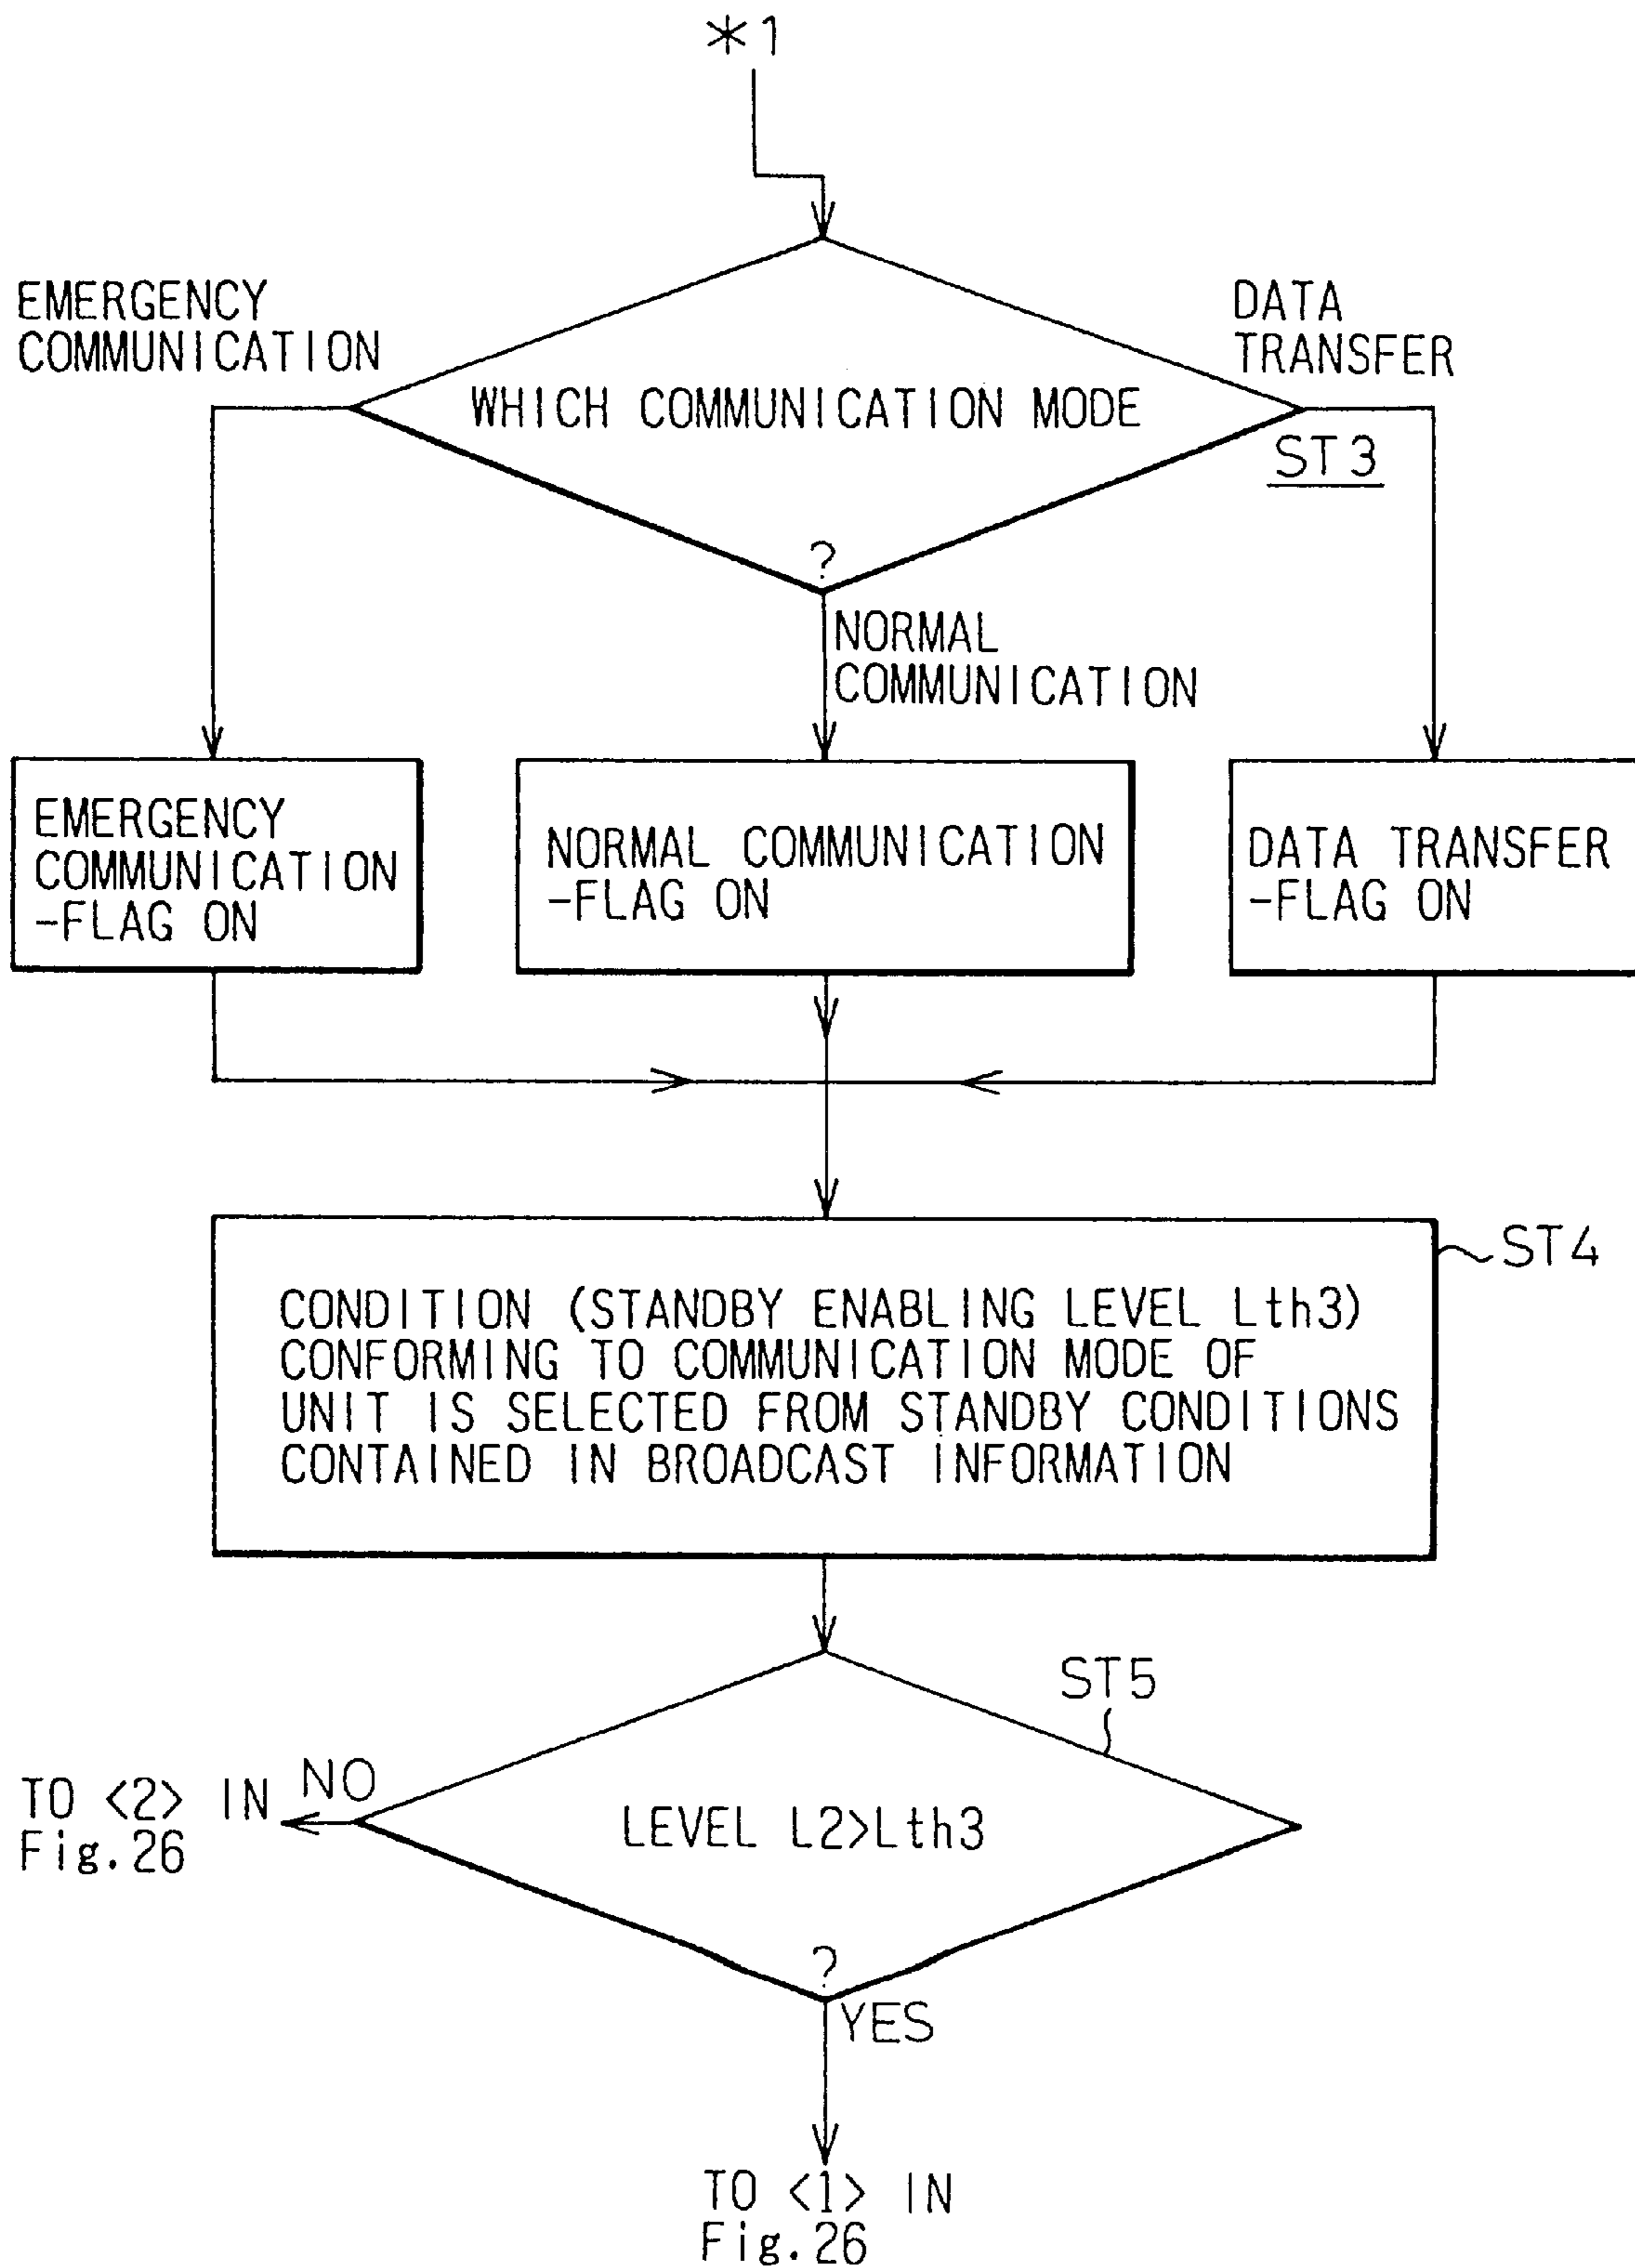 *1
EMERGENCY
COMMUNICATION
DATA
TRANSFER
WHICH COMMUNICATION MODE
ST3
?
NORMAL
COMMUNICATION
EMERGENCY
COMMUNICATION
-FLAG ON
NORMAL COMMUNICATION
-FLAG ON
DATA TRANSFER
-FLAG ON
ST4
CONDITION (STANDBY ENABLING LEVEL Lth3)
CONFORMING TO COMMUNICATION MODE OF
UNIT IS SELECTED FROM STANDBY CONDITIONS
CONTAINED IN BROADCAST INFORMATION
ST5
NO
TO <2> IN
Fig.26
LEVEL L2>Lth3
?
YES
TO <1> IN
Fig.26